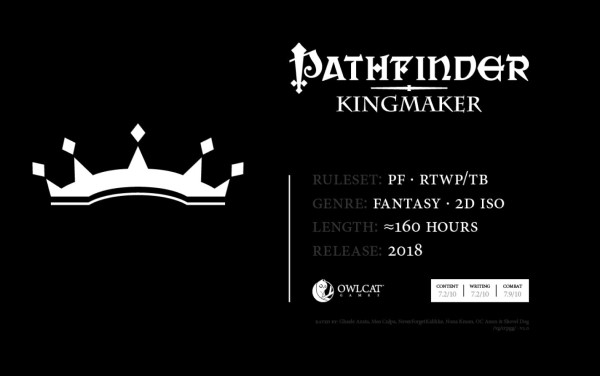 PATHFINDER
KINGMAKER
RULESET: PF · RTWP/TB
GENRE: FANTASY · 2D ISO
LENGTH: ≈160 HOURS
RELEASE: 2018
OWLCAT
GAMES
CONTENT | WRITING | COMBAT
7.2/10 | 7.2/10 | 7.9/10